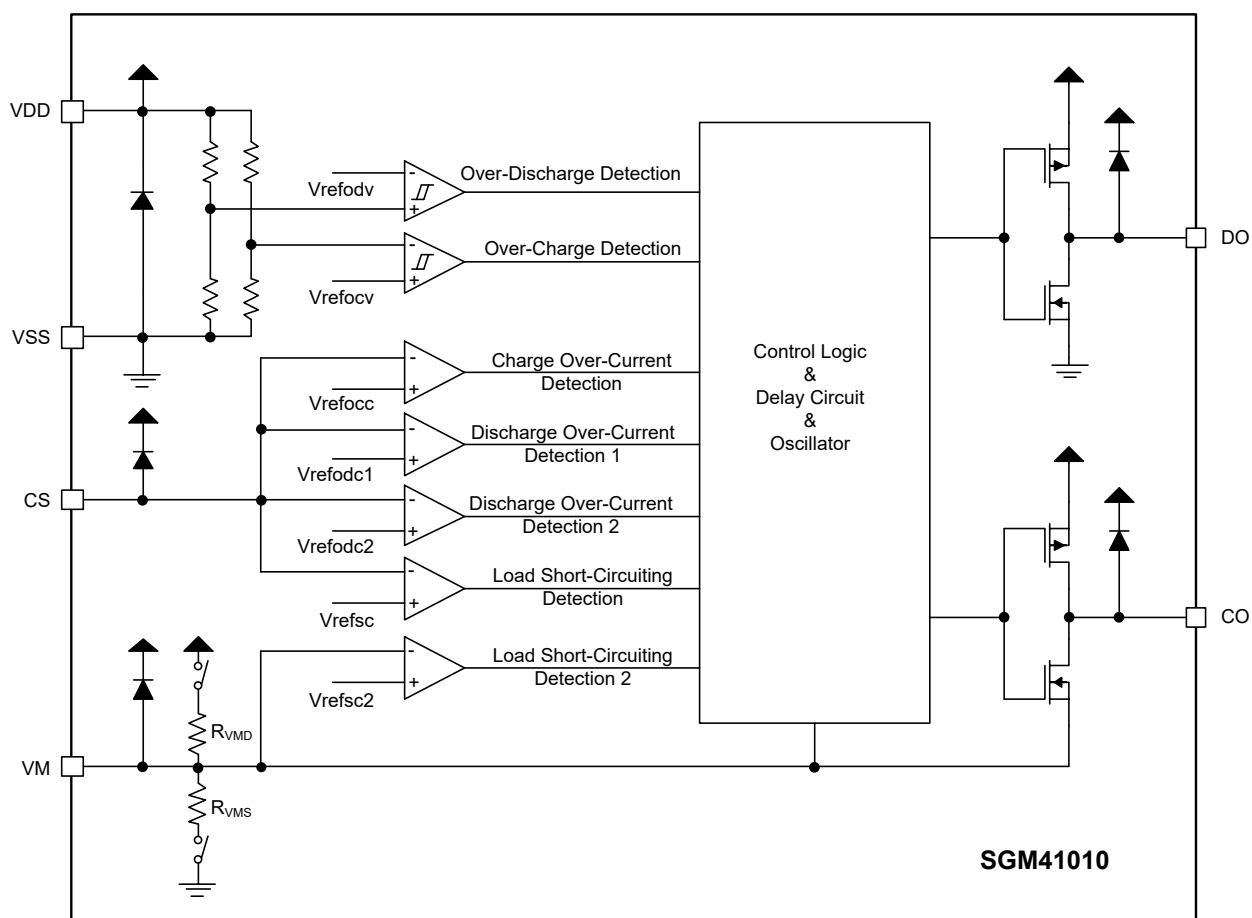 VDD
Vrefodv
-
+
Over-Discharge Detection
-
+
Over-Charge Detection
Vrefocv
DO
VSS
-
+
Charge Over-Current
Detection
Vrefocc
Control Logic
&
Delay Circuit
&
Oscillator
-
+
Discharge Over-Current
Detection 1
Vrefodc1
CS
-
+
Discharge Over-Current
Detection 2
Vrefodc2
-
+
Load Short-Circuiting
Detection
Vrefsc
CO
-
+
Load Short-Circuiting
Detection 2
Vrefsc2
RVMD
VM
RVMS
SGM41010